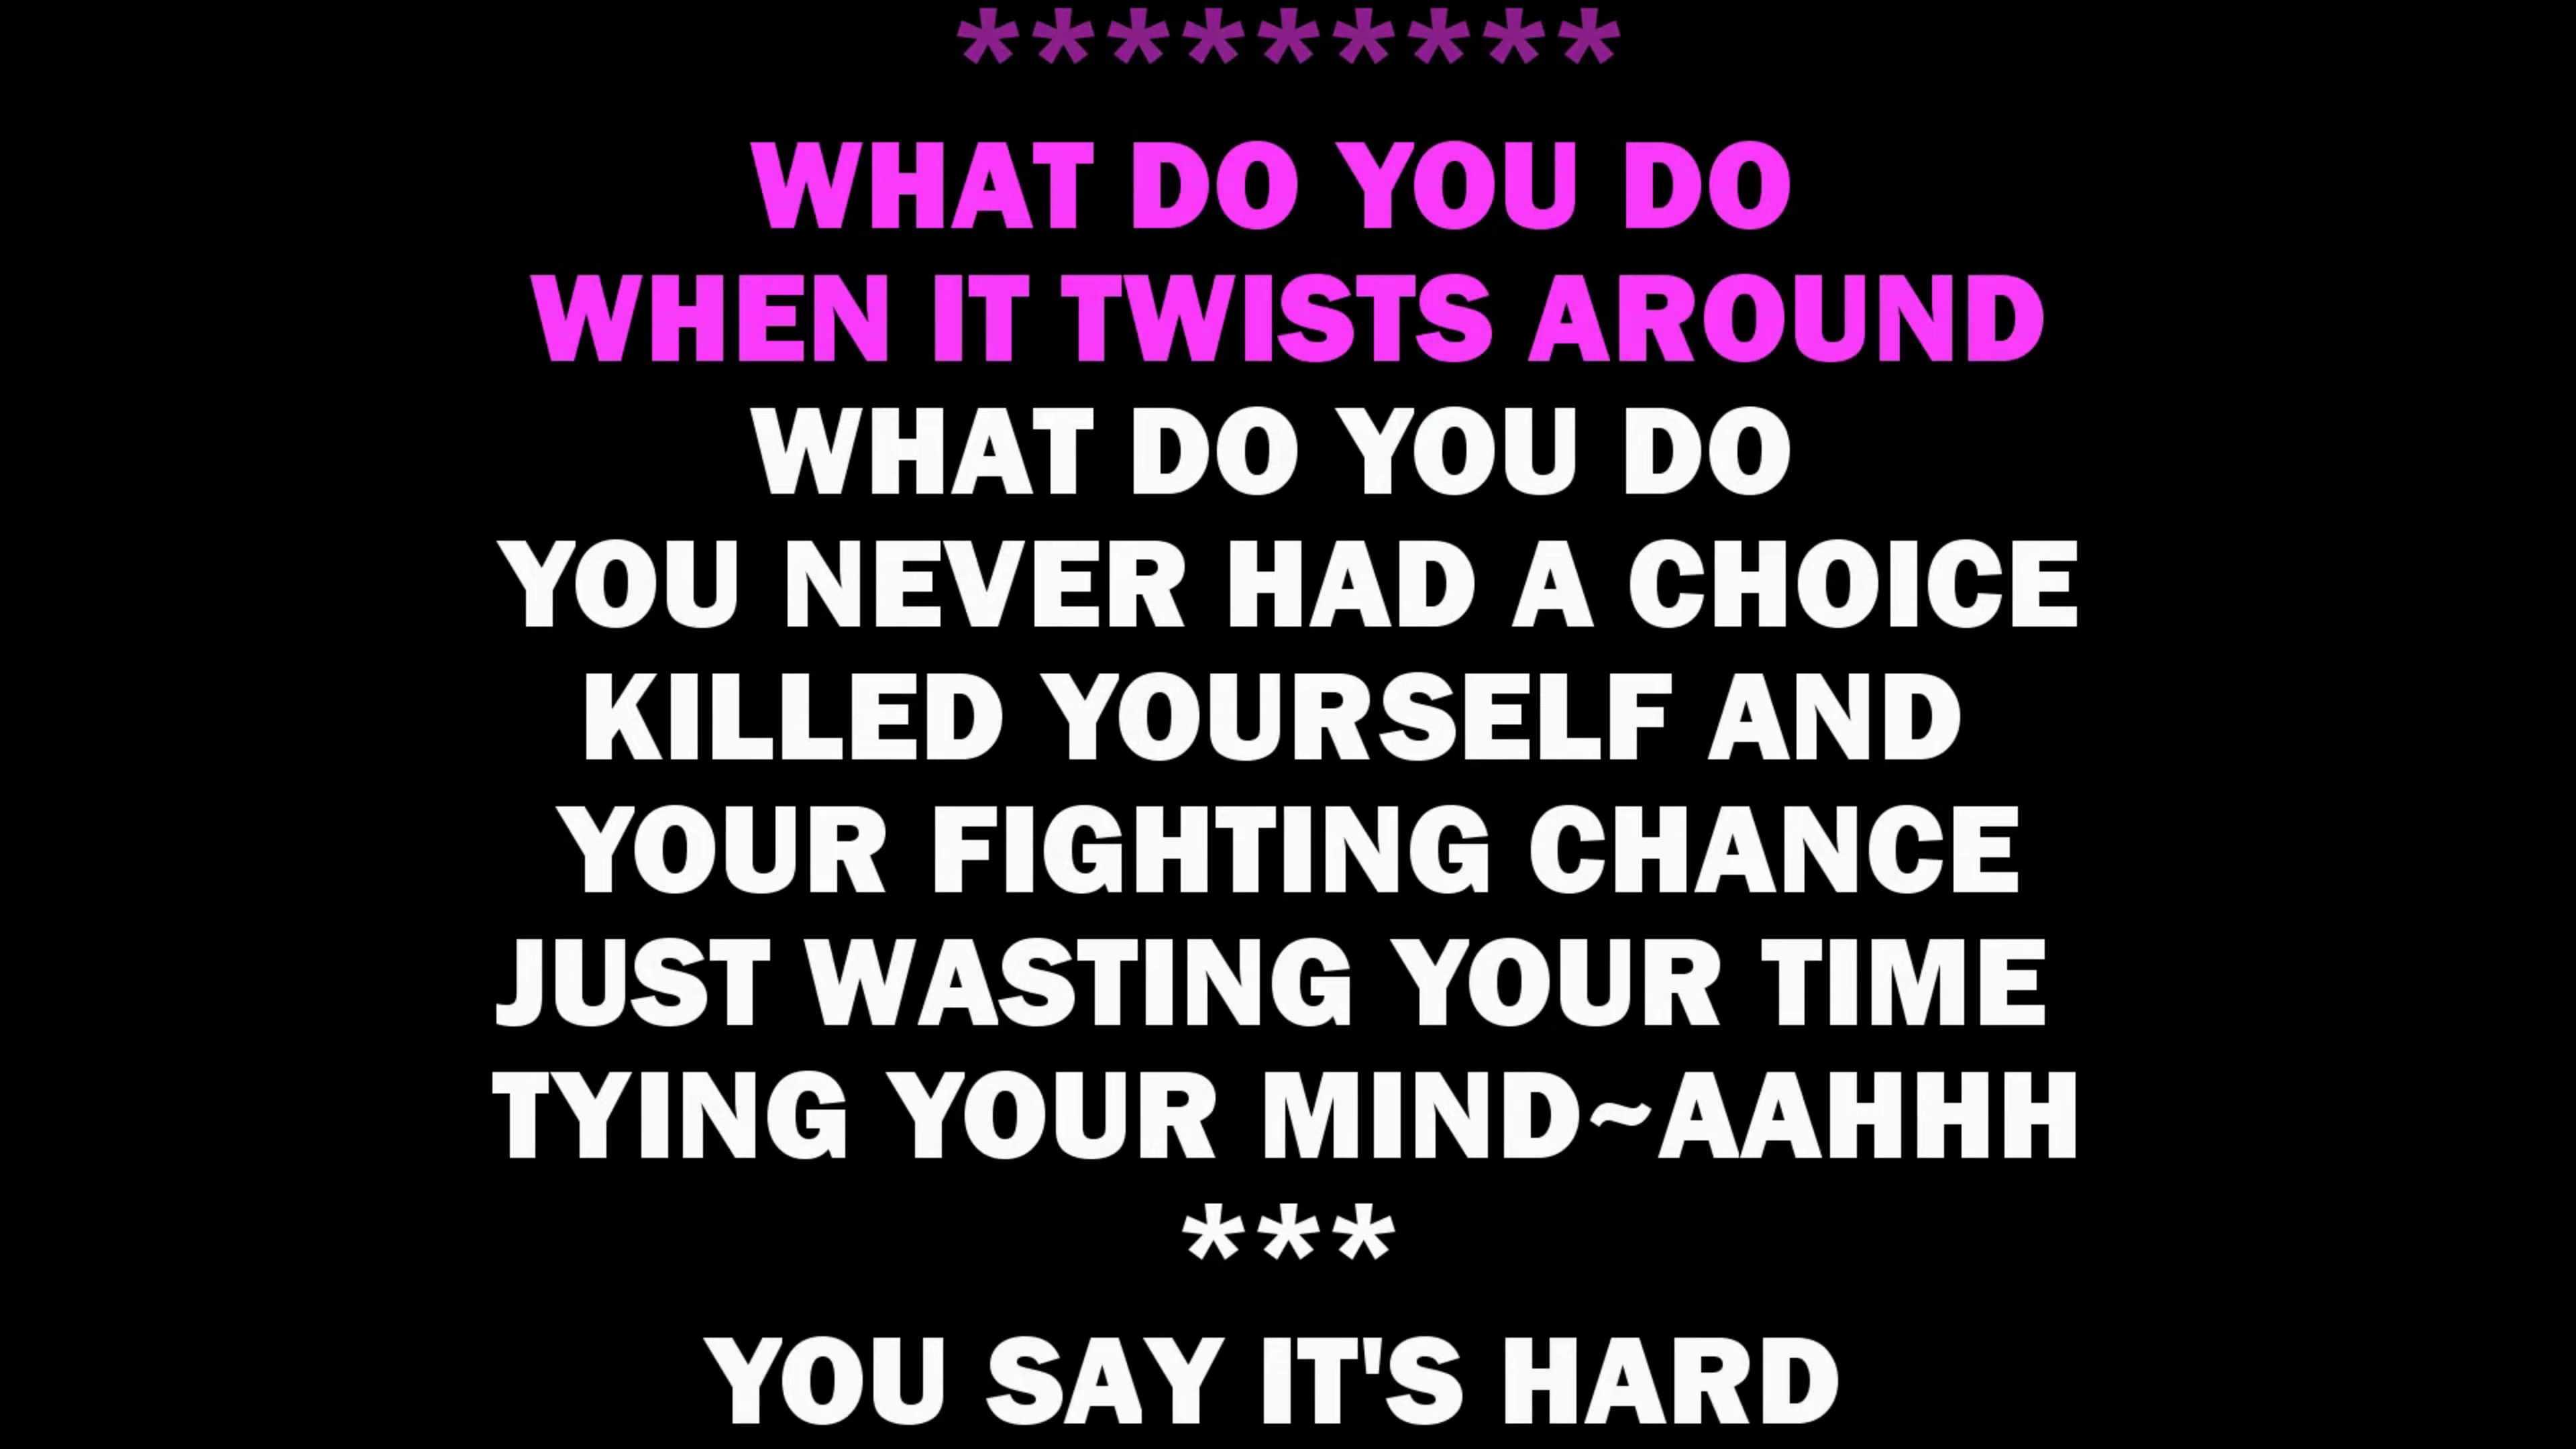 *********
WHAT DO YOU DO
WHEN IT TWISTS AROUND
WHAT DO YOU DO
YOU NEVER HAD A CHOICE
KILLED YOURSELF AND
YOUR FIGHTING CHANCE
JUST WASTING YOUR TIME
TYING YOUR MIND~AAHHH
***
YOU SAY IT'S HARD